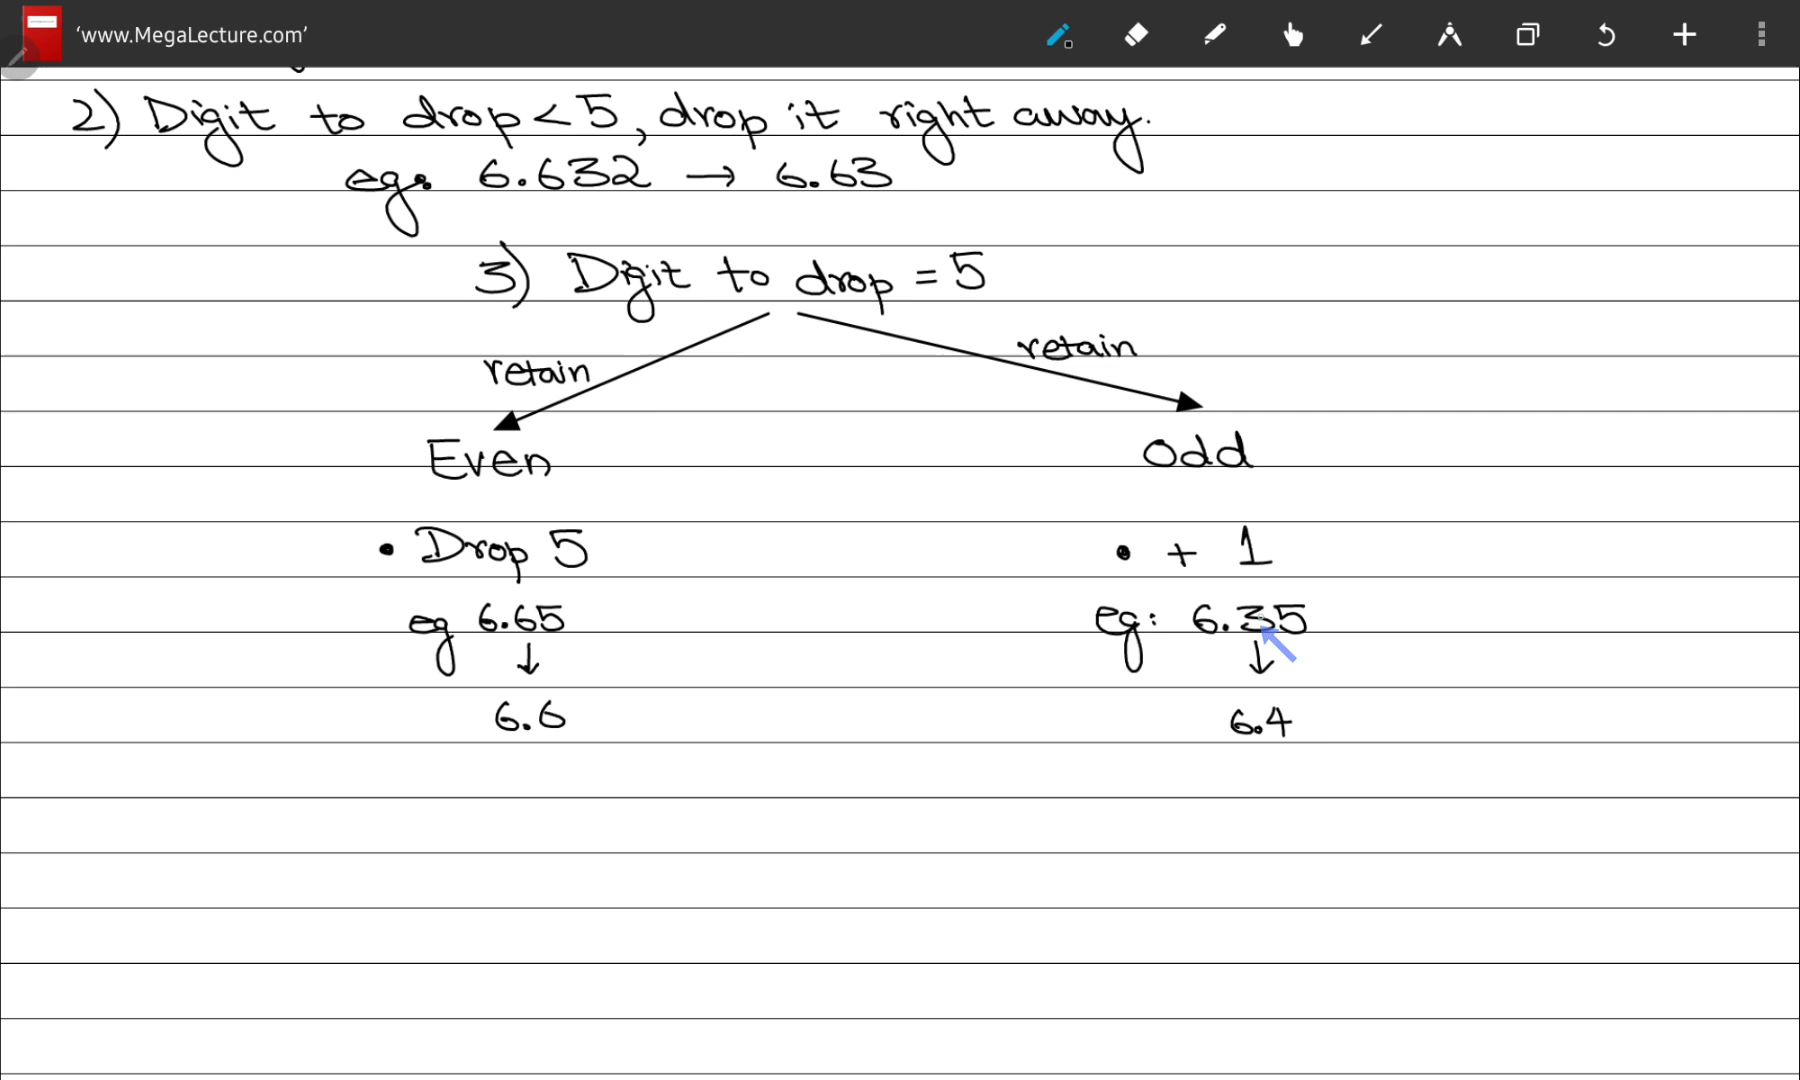 'www.MegaLecture.com'
2) Digit to drop < 5, drop it right away.
eg. 6.632 → 6.63
3) Digit to drop = 5
retain retain
Even Odd
• Drop 5 • + 1
eg 6.65 eg: 6.35
↓ ↓
6.6 6.4